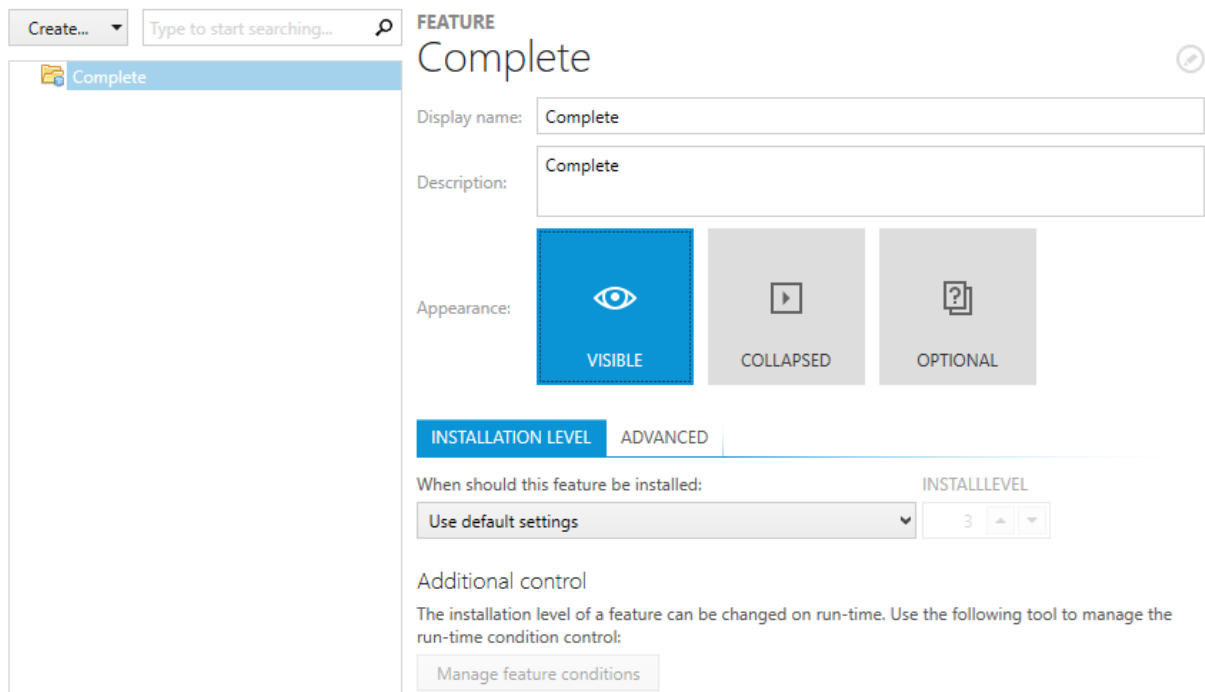 Create...
Type to start searching...
Complete
FEATURE
Complete
Display name:
Complete
Description:
Complete
Appearance:
VISIBLE
COLLAPSED
OPTIONAL
INSTALLATION LEVEL
ADVANCED
When should this feature be installed:
INSTALLLEVEL
Use default settings
3
Additional control
The installation level of a feature can be changed on run-time. Use the following tool to manage the
run-time condition control:
Manage feature conditions